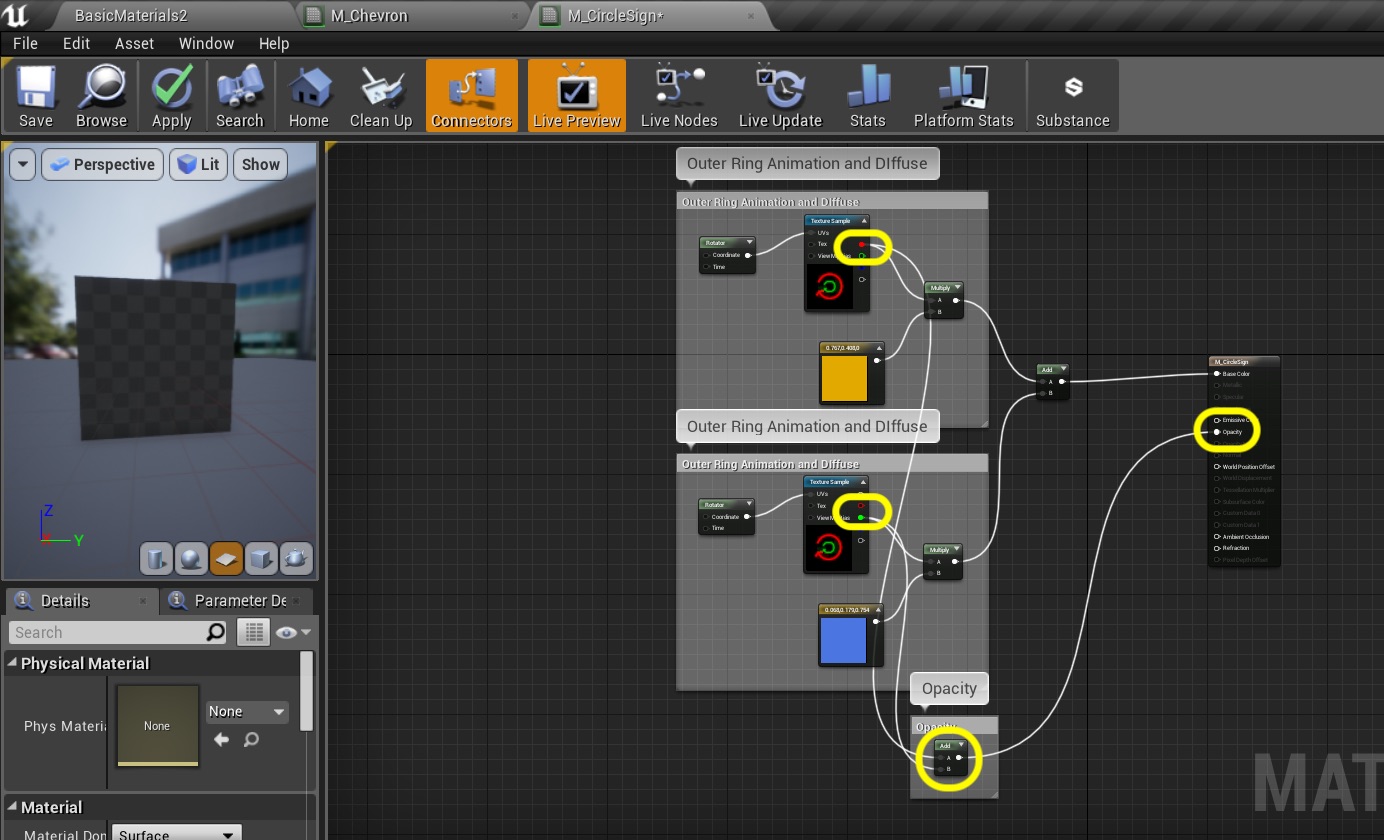 BasicMaterials2
M_Chevron
M_CircleSign*
File Edit Asset Window Help
Save Browse Apply Search Home Clean Up Connectors Live Preview Live Nodes Live Update Stats Platform Stats Substance
Perspective Lit Show
Z
Y
Details Parameter De
Search
Physical Material
Phys Materia
None
None
Material
Material Don
Surface
Outer Ring Animation and DIffuse
Outer Ring Animation and DIffuse
Texture Sample
UVs
Tex
Rotator
Coordinate
Time
Multiply
A
B
0.767,0.408,0
Outer Ring Animation and DIffuse
Outer Ring Animation and DIffuse
Texture Sample
UVs
Tex
Rotator
Coordinate
Time
Multiply
A
B
0.068,0.179,0.754
Add
A
B
Opacity
Opacity
Add
A
B
M_CircleSign
Base Color
Metallic
Specular
Emissive C
Opacity
Normal
World Position Offset
World Displacement
Tessellation Multiplier
Subsurface Color
Custom Data 0
Custom Data 1
Ambient Occlusion
Refraction
Pixel Depth Offset
MAT